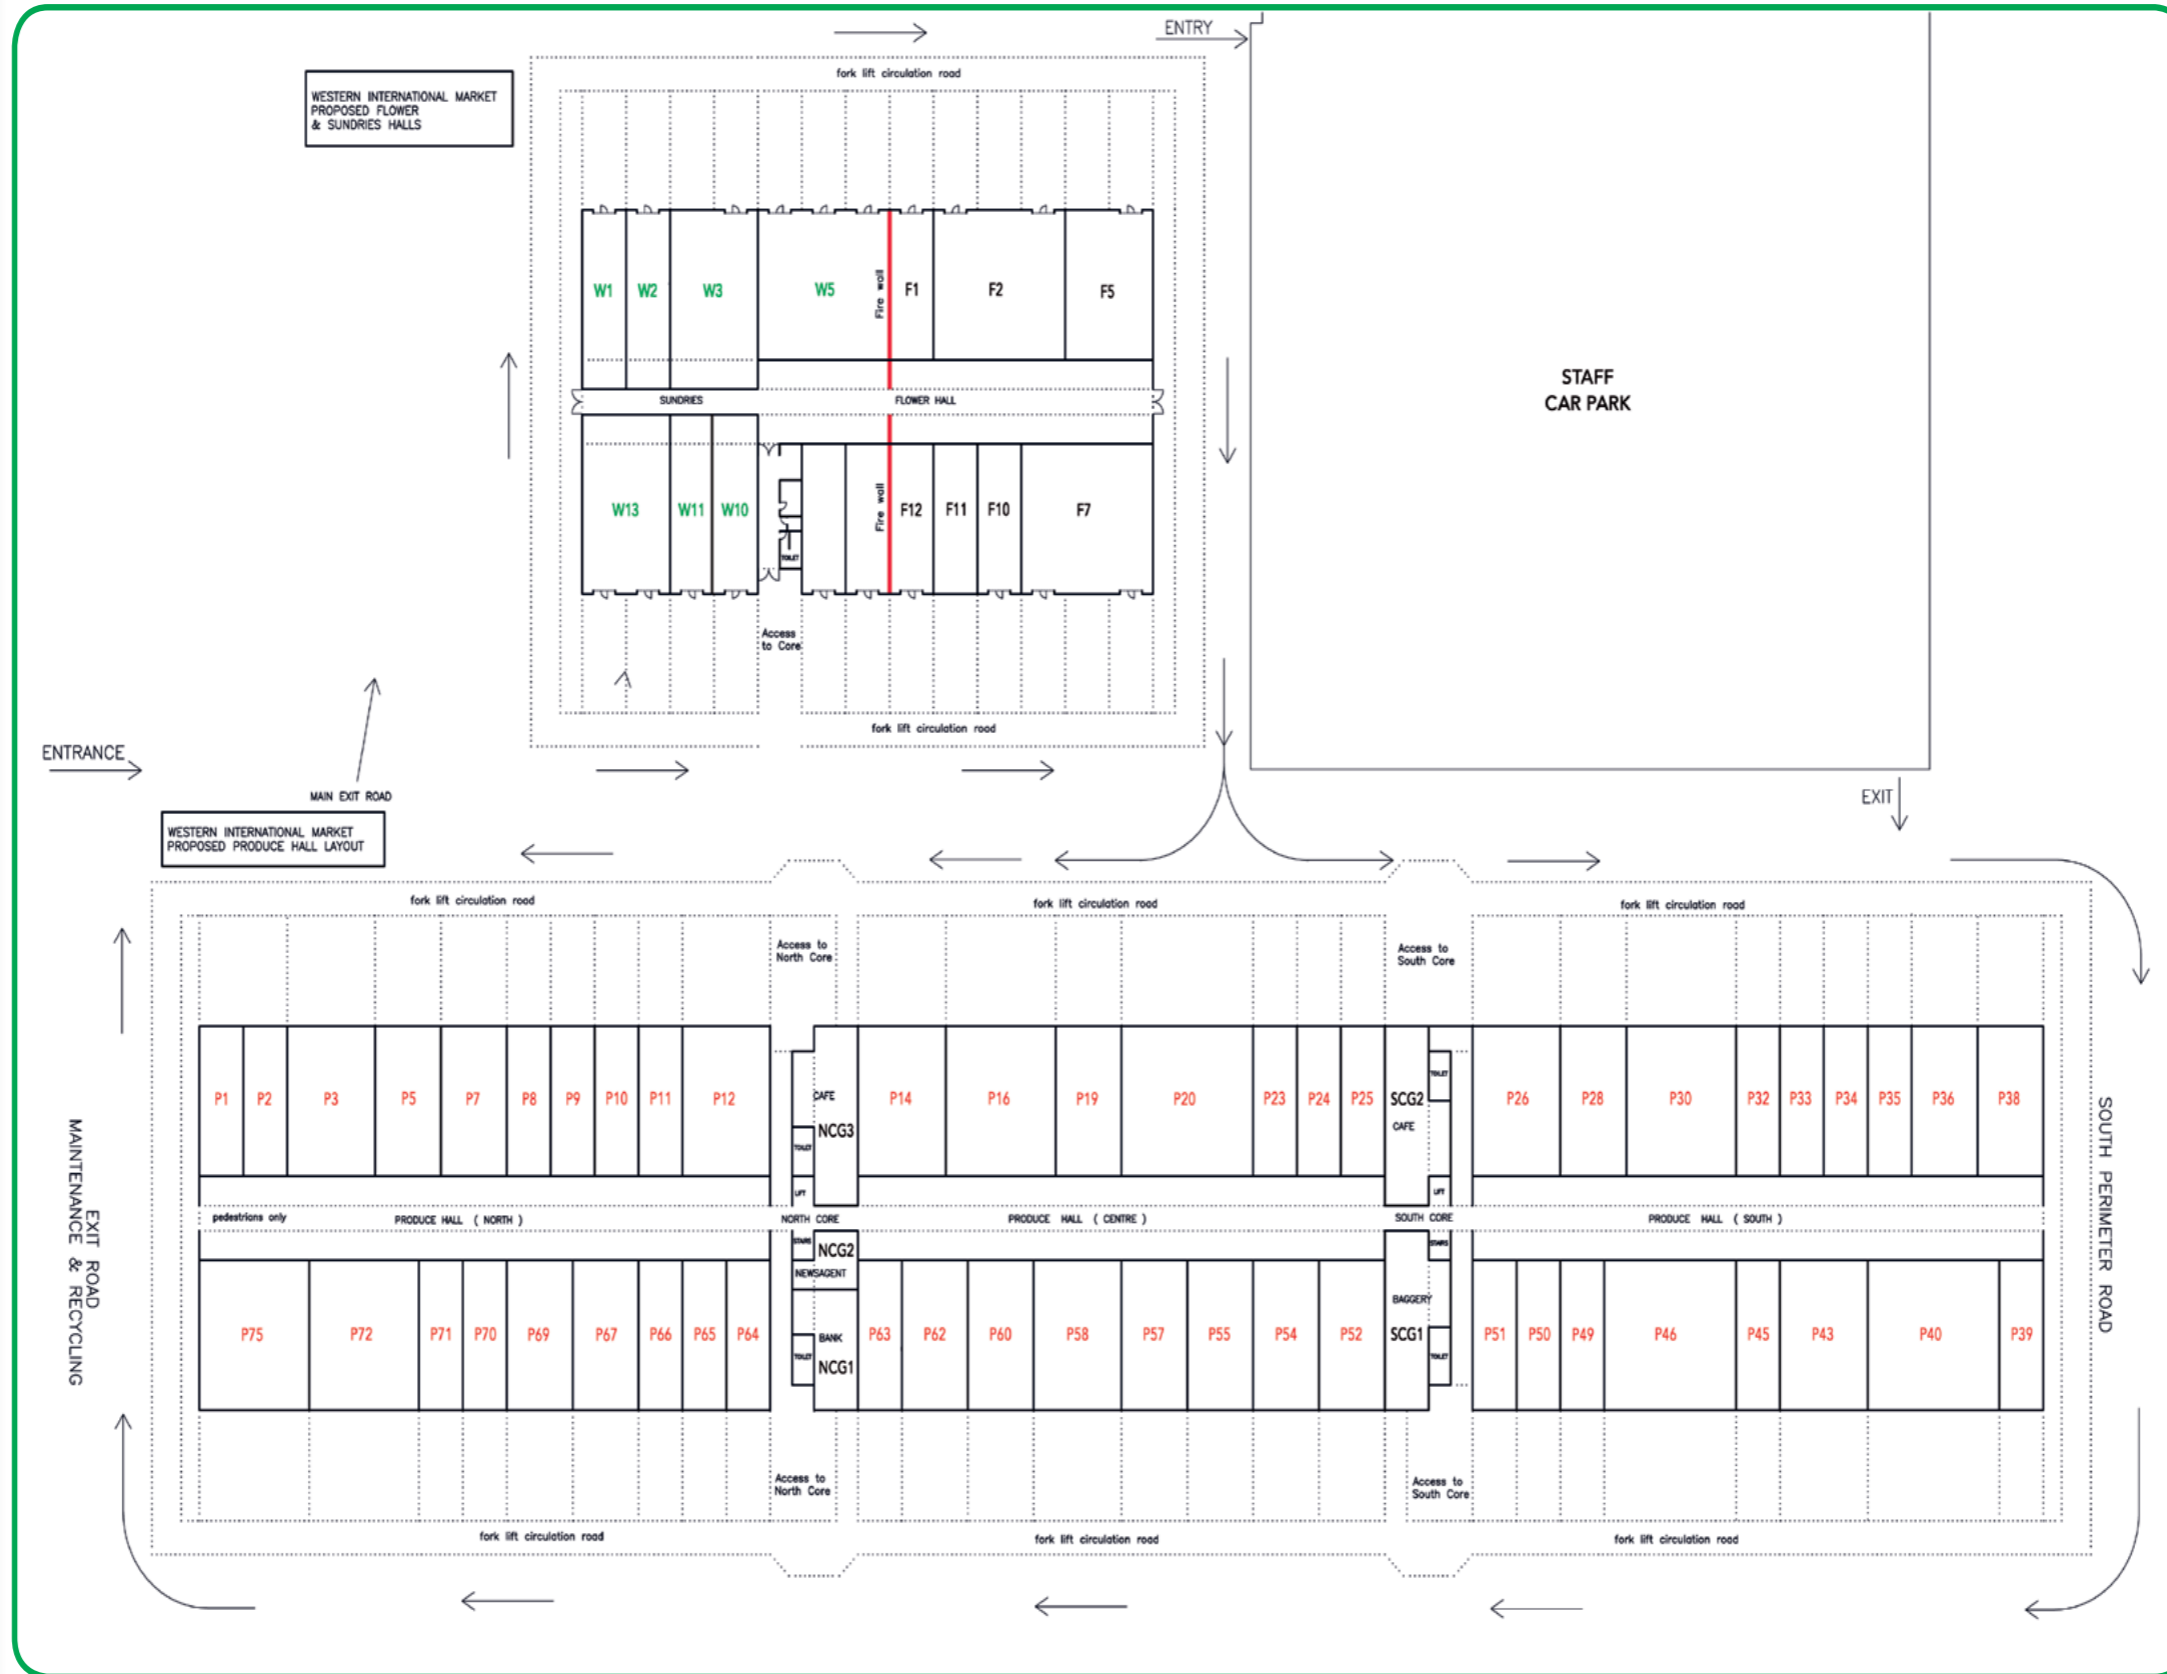 ENTRY
fork lift circulation road
WESTERN INTERNATIONAL MARKET
PROPOSED FLOWER
& SUNDRIES HALLS
W1 W2 W3 W5 Fire wall F1 F2 F5
STAFF
CAR PARK
SUNDRIES FLOWER HALL
W13 W11 W10 Fire wall F12 F11 F10 F7
TOILET
Access
to Core
fork lift circulation road
ENTRANCE
MAIN EXIT ROAD
EXIT
WESTERN INTERNATIONAL MARKET
PROPOSED PRODUCE HALL LAYOUT
fork lift circulation road fork lift circulation road fork lift circulation road
Access to
North Core
Access to
South Core
P1 P2 P3 P5 P7 P8 P9 P10 P11 P12
CAFE
NCG3
TOILET
LIFT
P14 P16 P19 P20 P23 P24 P25
SCG2
CAFE
TOILET
LIFT
P26 P28 P30 P32 P33 P34 P35 P36 P38
pedestrians only PRODUCE HALL ( NORTH ) NORTH CORE PRODUCE HALL ( CENTRE ) SOUTH CORE PRODUCE HALL ( SOUTH )
STAIRS
NCG2
NEWSAGENT
STAIRS
P75 P72 P71 P70 P69 P67 P66 P65 P64
BANK
TOILET
NCG1
P63 P62 P60 P58 P57 P55 P54 P52
BAGGERY
SCG1
TOILET
P51 P50 P49 P46 P45 P43 P40 P39
EXIT ROAD
MAINTENANCE & RECYCLING
SOUTH PERIMETER ROAD
Access to
North Core
Access to
South Core
fork lift circulation road fork lift circulation road fork lift circulation road